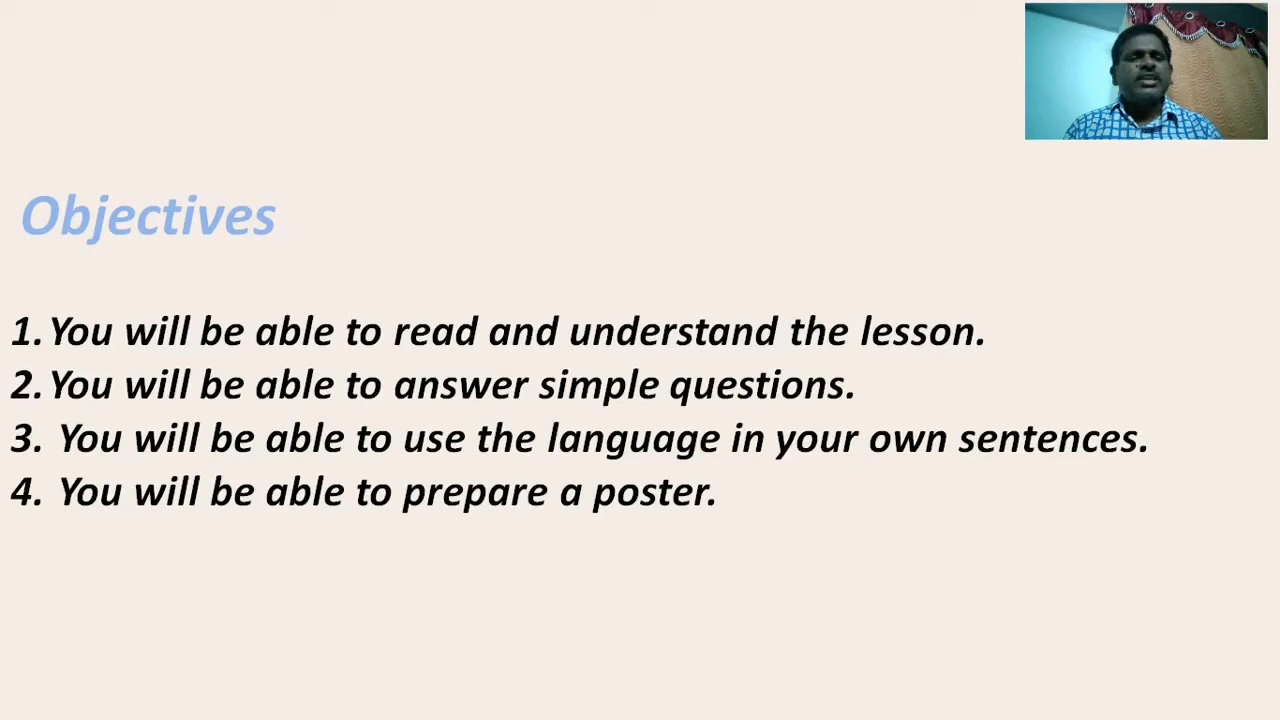 Objectives
1. You will be able to read and understand the lesson.
2. You will be able to answer simple questions.
3. You will be able to use the language in your own sentences.
4. You will be able to prepare a poster.